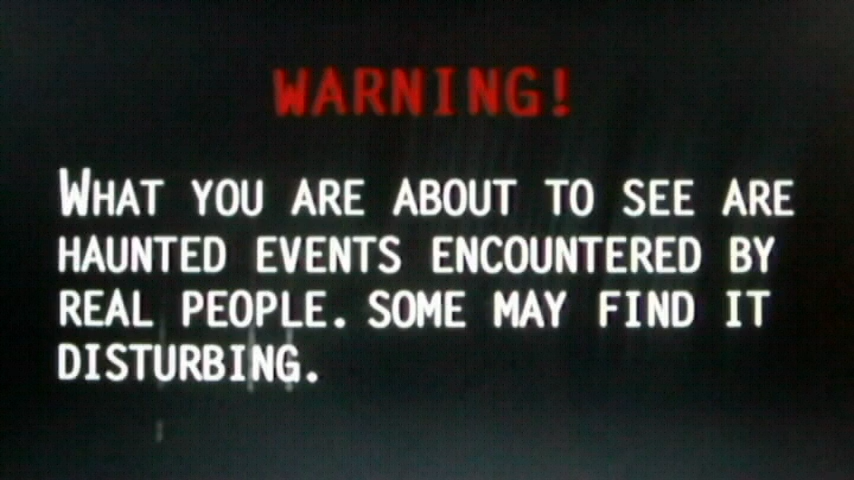 WARNING!
WHAT YOU ARE ABOUT TO SEE ARE
HAUNTED EVENTS ENCOUNTERED BY
REAL PEOPLE. SOME MAY FIND IT
DISTURBING.